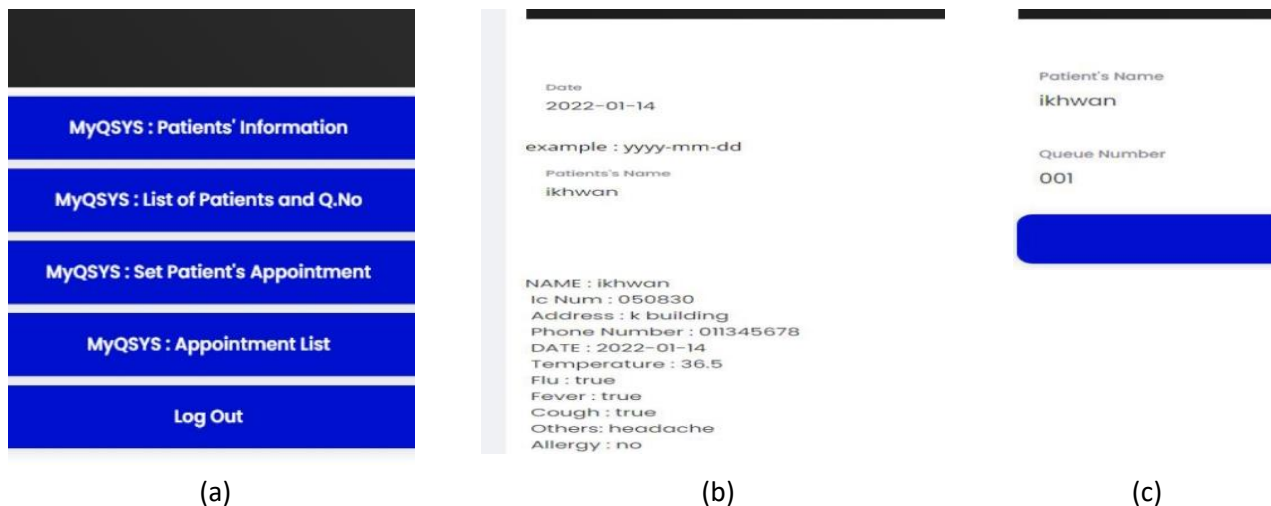 MyQSYS : Patients' Information
MyQSYS : List of Patients and Q.No
MyQSYS : Set Patient's Appointment
MyQSYS : Appointment List
Log Out
(a)
Date
2022-01-14
example : yyyy-mm-dd
Patients's Name
ikhwan
NAME : ikhwan
Ic Num : 050830
Address : k building
Phone Number : 011345678
DATE : 2022-01-14
Temperature : 36.5
Flu : true
Fever : true
Cough : true
Others: headache
Allergy : no
(b)
Patient's Name
ikhwan
Queue Number
001
(c)